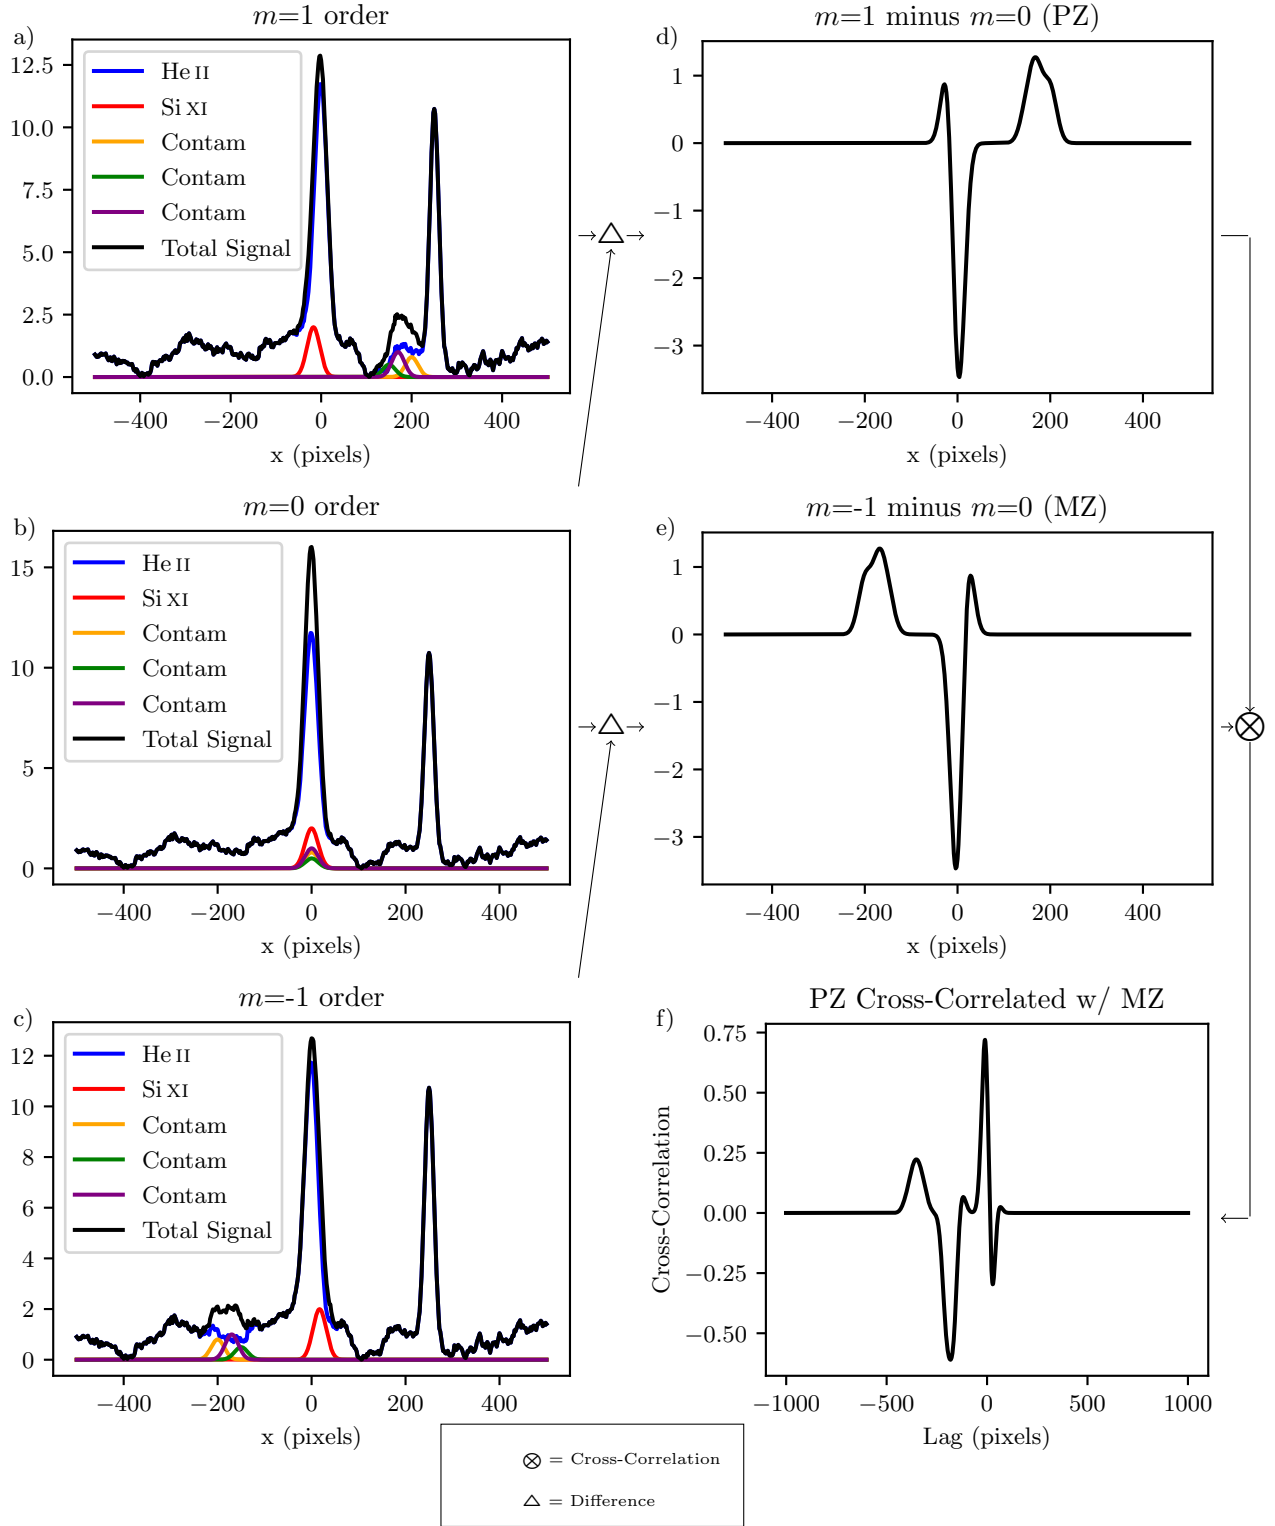 m=1 order
a)
12.5
10.0
7.5
5.0
2.5
0.0
He II
Si XI
Contam
Contam
Contam
Total Signal
−400 −200 0 200 400
x (pixels)
m=1 minus m=0 (PZ)
d)
1
0
−1
−2
−3
−400 −200 0 200 400
x (pixels)
m=0 order
b)
15
10
5
0
He II
Si XI
Contam
Contam
Contam
Total Signal
−400 −200 0 200 400
x (pixels)
m=-1 minus m=0 (MZ)
e)
1
0
−1
−2
−3
−400 −200 0 200 400
x (pixels)
m=-1 order
c)
12
10
8
6
4
2
0
He II
Si XI
Contam
Contam
Contam
Total Signal
−400 −200 0 200 400
x (pixels)
PZ Cross-Correlated w/ MZ
f)
Cross-Correlation
0.75
0.50
0.25
0.00
−0.25
−0.50
−1000 −500 0 500 1000
Lag (pixels)
⊗ = Cross-Correlation
△ = Difference